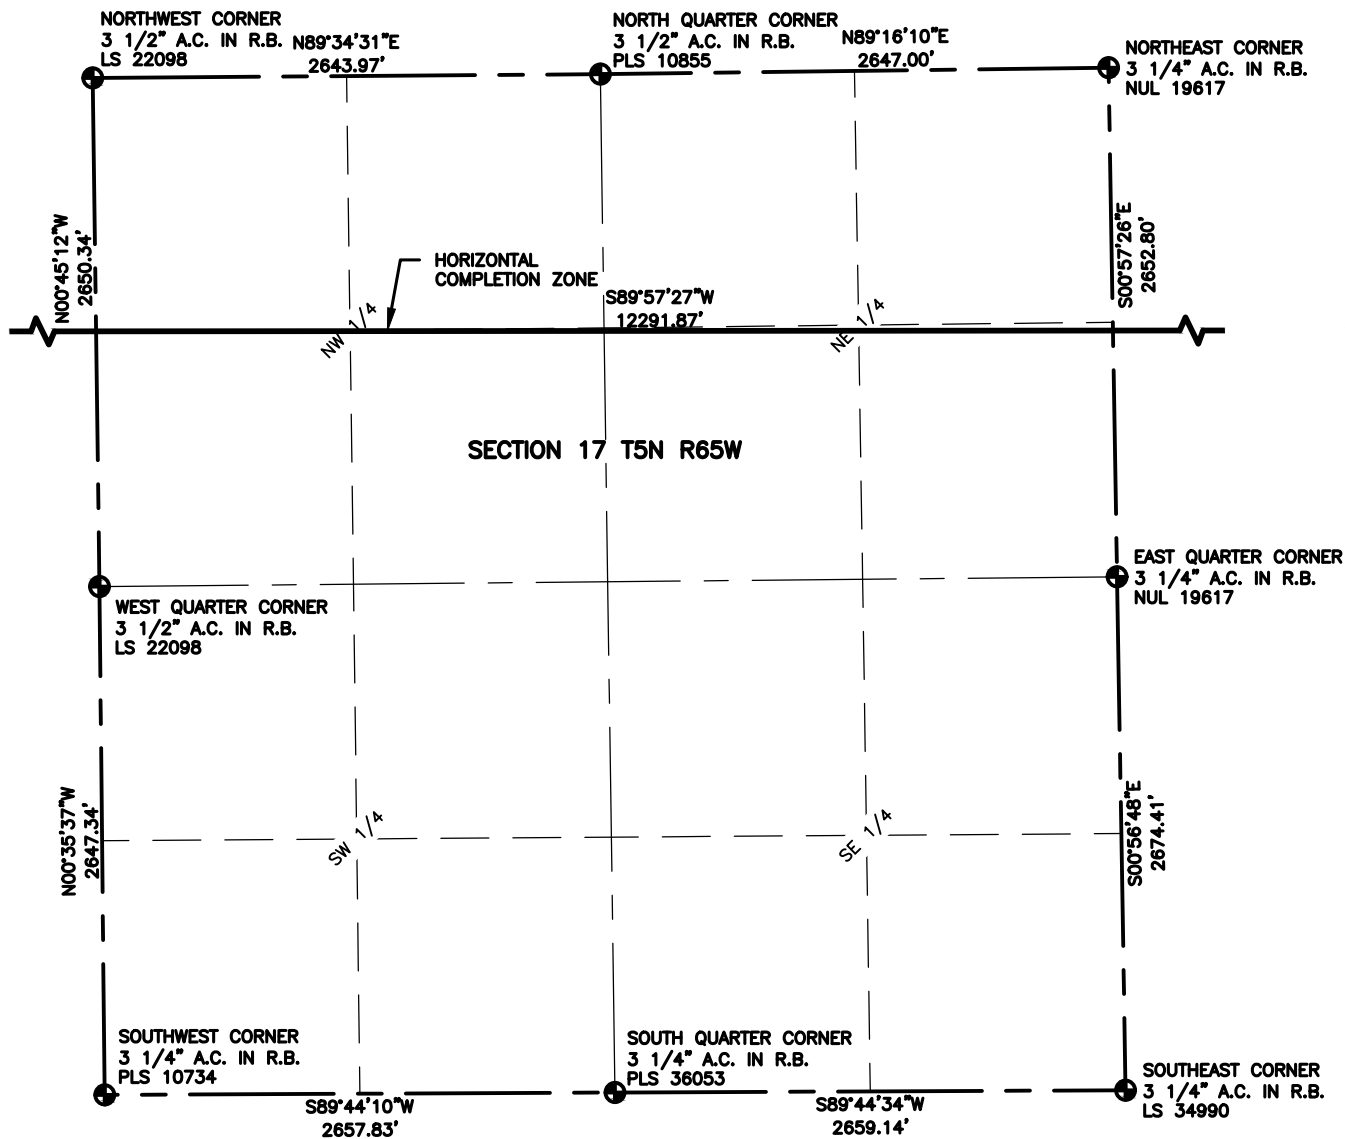 NORTHWEST CORNER
3 1/2" A.C. IN R.B.
LS 22098
N89°34'31"E
2643.97'
NORTH QUARTER CORNER
3 1/2" A.C. IN R.B.
PLS 10855
N89°16'10"E
2647.00'
NORTHEAST CORNER
3 1/4" A.C. IN R.B.
NUL 19617
N00°45'12"W
2650.34'
HORIZONTAL
COMPLETION ZONE
S89°57'27"W
12291.87'
S00°57'26"E
2652.80'
NW 1/4
NE 1/4
SECTION 17 T5N R65W
WEST QUARTER CORNER
3 1/2" A.C. IN R.B.
LS 22098
EAST QUARTER CORNER
3 1/4" A.C. IN R.B.
NUL 19617
N00°35'37"W
2647.34'
SW 1/4
SE 1/4
S00°56'48"E
2674.41'
SOUTHWEST CORNER
3 1/4" A.C. IN R.B.
PLS 10734
S89°44'10"W
2657.83'
SOUTH QUARTER CORNER
3 1/4" A.C. IN R.B.
PLS 36053
S89°44'34"W
2659.14'
SOUTHEAST CORNER
3 1/4" A.C. IN R.B.
LS 34990